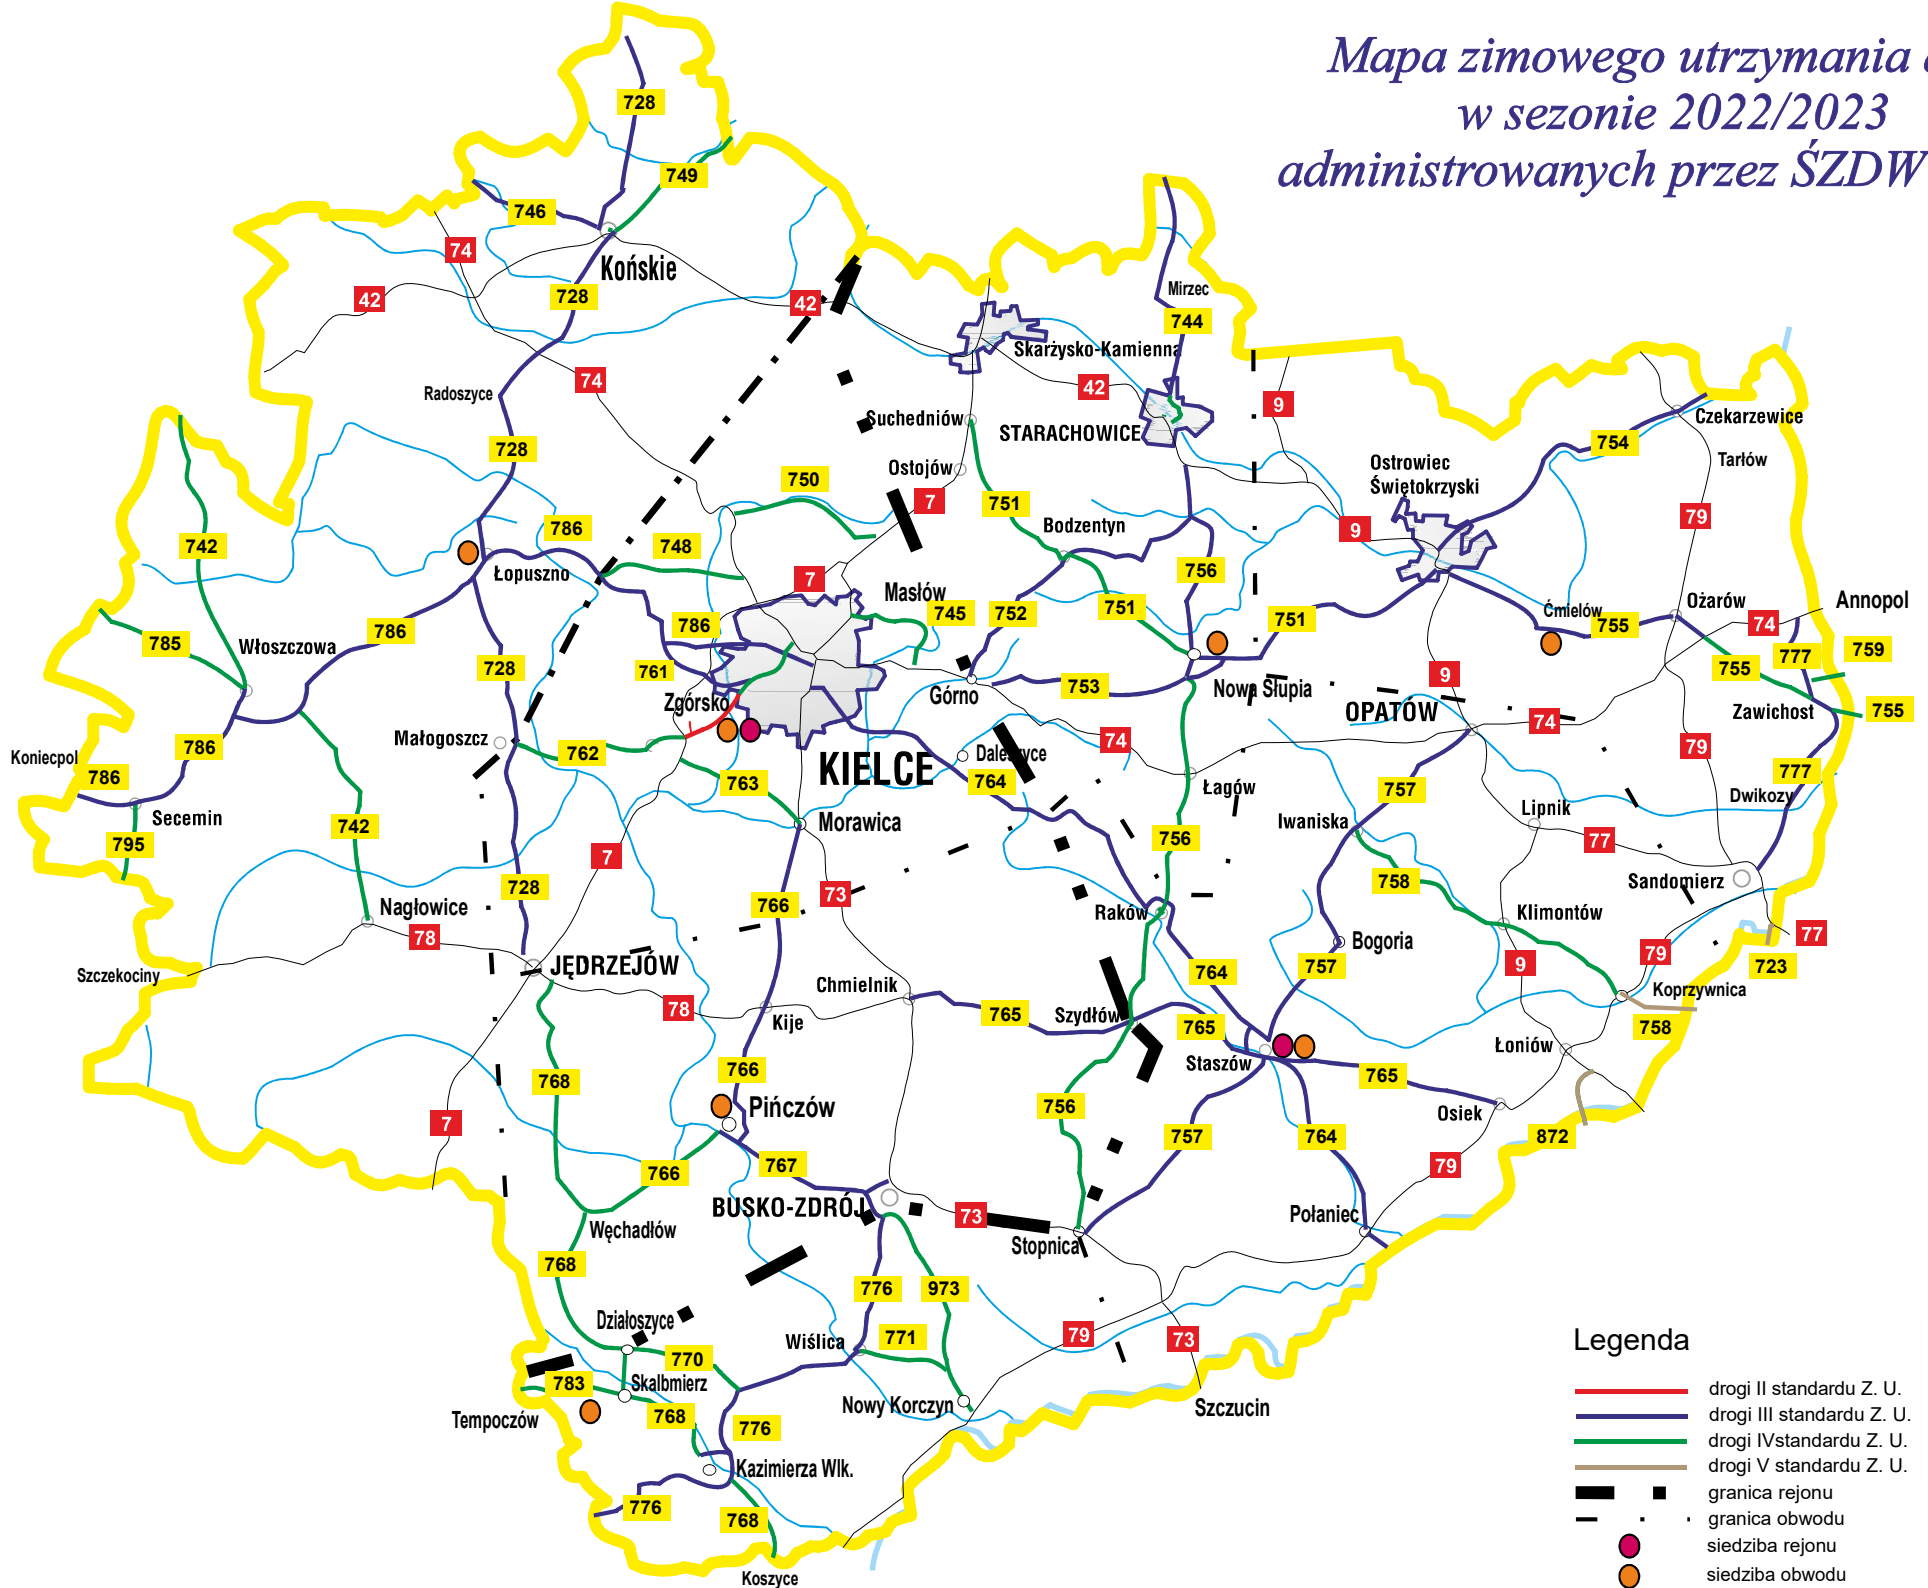 Mapa zimowego utrzymania
w sezonie 2022/2023
administrowanych przez ŚZDW
728
749
746
74
Końskie
42
728
42
Mirzec
744
Skarżysko-Kamienna
74
42
Radoszyce
9
Suchedniów
STARACHOWICE
Czekarzewice
728
754
Ostojów
Ostrowiec
Świętokrzyski
Tarłów
750
7
751
Bodzentyn
79
786
9
742
748
Łopuszno
7
756
Masłów
745
752
751
751
Ćmielów
755
Ożarów
Annopol
74
785
786
786
Włoszczowa
728
761
759
777
755
Zgórsko
Górno
753
Nowa Słupia
9
OPATÓW
74
Zawichost
755
Małogoszcz
762
74
786
79
Koniecpol
786
KIELCE
Daleszyce
764
763
Łagów
757
777
Dwikozy
Secemin
Morawica
Iwaniska
Lipnik
742
756
77
795
7
728
758
Sandomierz
73
766
Nagłowice
Raków
Klimontów
78
Bogoria
77
JĘDRZEJÓW
Szczekociny
764
757
9
79
723
Chmielnik
Koprzywnica
78
Kije
765
Szydłów
765
758
Staszów
Łoniów
766
765
768
Pińczów
756
Osiek
7
757
764
872
767
766
79
BUSKO-ZDRÓJ
73
Połaniec
Węchadłów
Stopnica
768
776
973
Działoszyce
Wiślica
771
79
73
770
783
Skalbmierz
Nowy Korczyn
Szczucin
Tempoczów
768
776
Kazimierza Wlk.
776
768
Koszyce
Legenda
drogi II standardu Z. U.
drogi III standardu Z. U.
drogi IVstandardu Z. U.
drogi V standardu Z. U.
granica rejonu
granica obwodu
siedziba rejonu
siedziba obwodu